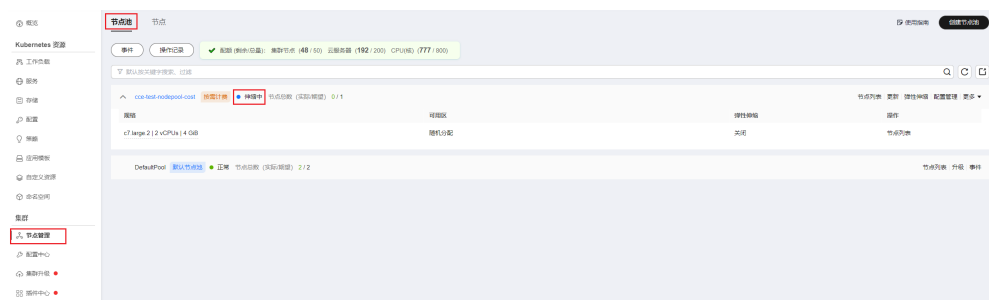 概览
Kubernetes 资源
工作负载
服务
存储
配置
策略
应用模板
自定义资源
命名空间
集群
节点管理
配置中心
集群升级
插件中心
节点池 节点 使用指南 创建节点池
事件 操作记录 配额 (剩余/总量): 集群节点 (48 / 50) 云服务器 (192 / 200) CPU(核) (777 / 800)
默认按关键字搜索、过滤
cce-test-nodepool-cost 按需计费 伸缩中 节点总数 (实际/期望) 0 / 1 节点列表 更新 弹性伸缩 配置管理 更多
规格 可用区 弹性伸缩 操作
c7.large.2 | 2 vCPUs | 4 GiB 随机分配 关闭 节点列表
DefaultPool 默认节点池 正常 节点总数 (实际/期望) 2 / 2 节点列表 升级 事件